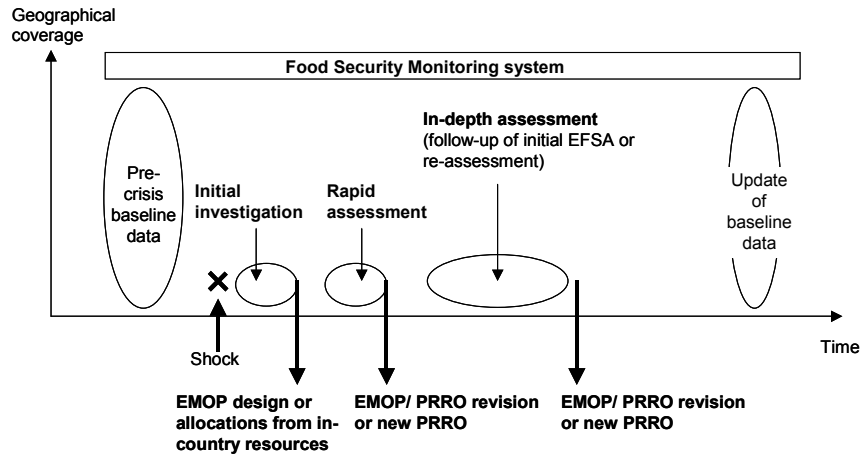 Geographical
coverage
Food Security Monitoring system
In-depth assessment
(follow-up of initial EFSA or
re-assessment)
Pre-
crisis
baseline
data
Initial
investigation
Rapid
assessment
Update
of
baseline
data
Shock
Time
EMOP design or
allocations from in-
country resources
EMOP/ PRRO revision
or new PRRO
EMOP/ PRRO revision
or new PRRO